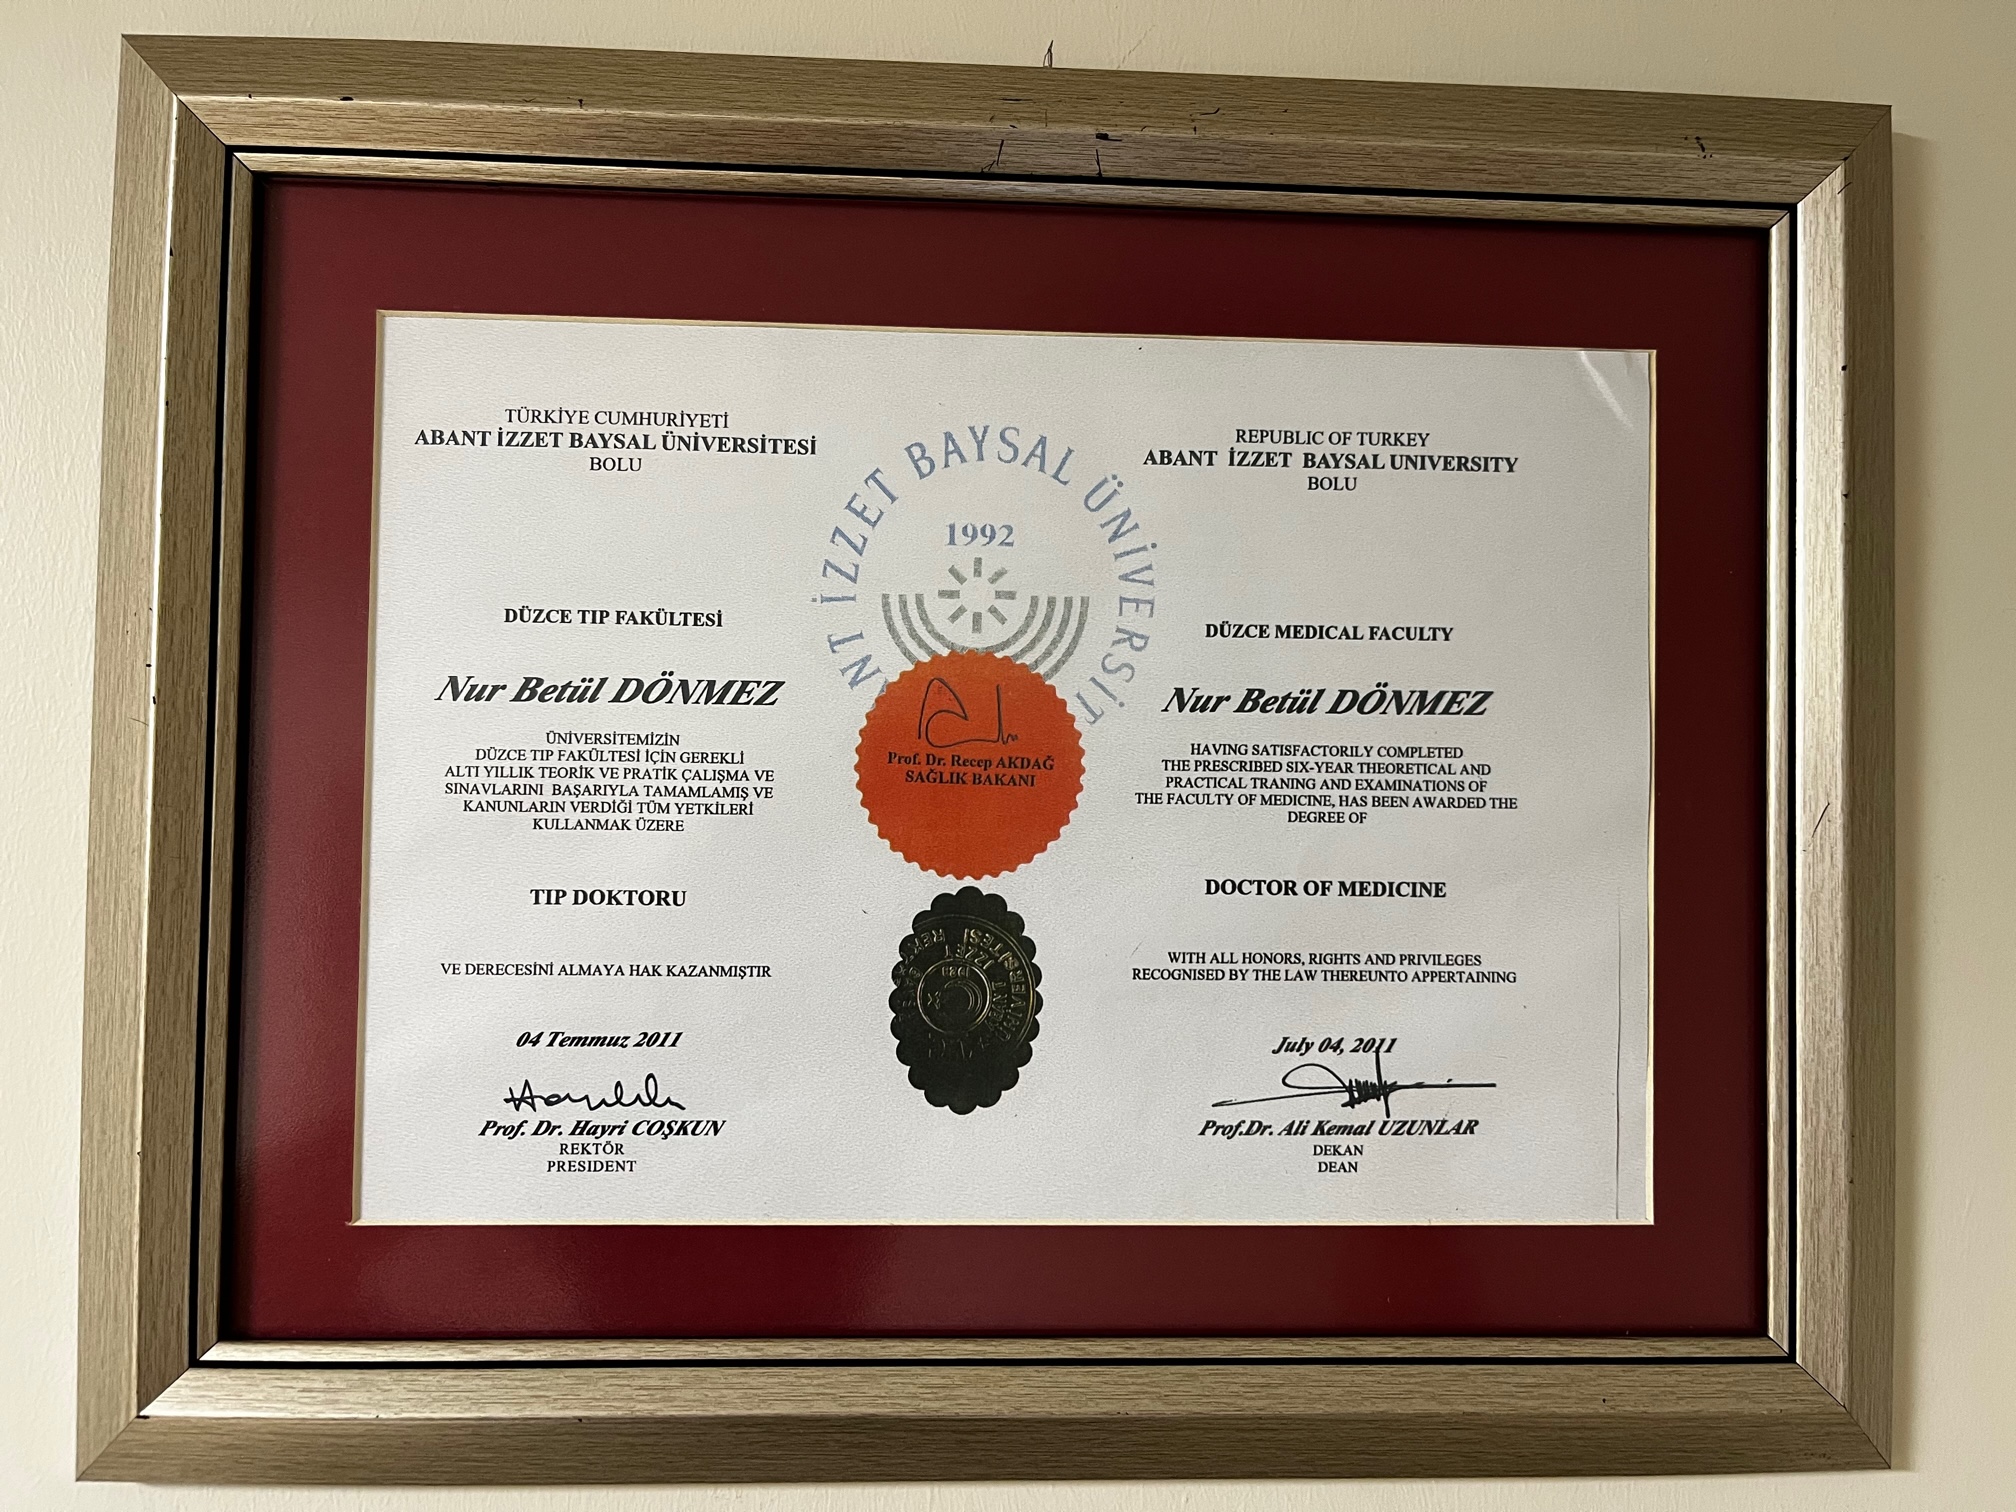 TÜRKİYE CUMHURİYETİ
ABANT İZZET BAYSAL ÜNİVERSİTESİ
BOLU
DÜZCE TIP FAKÜLTESİ
Nur Betül DÖNMEZ
ÜNİVERSİTEMİZİN
DÜZCE TIP FAKÜLTESİ İÇİN GEREKLİ
ALTI YILLIK TEORİK VE PRATİK ÇALIŞMA VE
SINAVLARINI BAŞARIYLA TAMAMLAMIŞ VE
KANUNLARIN VERDİĞİ TÜM YETKİLERİ
KULLANMAK ÜZERE
TIP DOKTORU
VE DERECESİNİ ALMAYA HAK KAZANMIŞTIR
04 Temmuz 2011
Prof. Dr. Hayri COŞKUN
REKTÖR
PRESIDENT
NT İZZET BAYSAL ÜNİVERSİT
1992
Prof. Dr. Recep AKDAĞ
SAĞLIK BAKANI
REPUBLIC OF TURKEY
ABANT İZZET BAYSAL UNIVERSITY
BOLU
DÜZCE MEDICAL FACULTY
Nur Betül DÖNMEZ
HAVING SATISFACTORILY COMPLETED
THE PRESCRIBED SIX-YEAR THEORETICAL AND
PRACTICAL TRANING AND EXAMINATIONS OF
THE FACULTY OF MEDICINE, HAS BEEN AWARDED THE
DEGREE OF
DOCTOR OF MEDICINE
WITH ALL HONORS, RIGHTS AND PRIVILEGES
RECOGNISED BY THE LAW THEREUNTO APPERTAINING
July 04, 2011
Prof.Dr. Ali Kemal UZUNLAR
DEKAN
DEAN